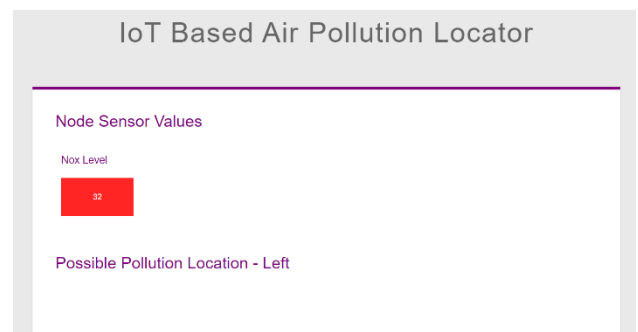 IoT Based Air Pollution Locator
Node Sensor Values
Nox Level
32
Possible Pollution Location - Left